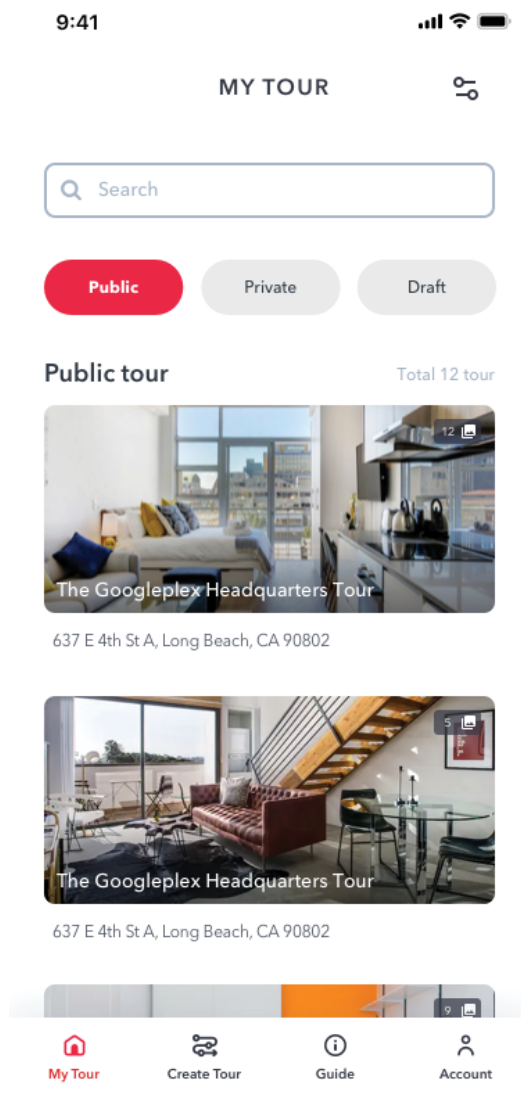 9:41
MY TOUR
Search
Public
Private
Draft
Public tour
Total 12 tour
12
The Googleplex Headquarters Tour
637 E 4th St A, Long Beach, CA 90802
5
The Googleplex Headquarters Tour
637 E 4th St A, Long Beach, CA 90802
9
My Tour
Create Tour
Guide
Account